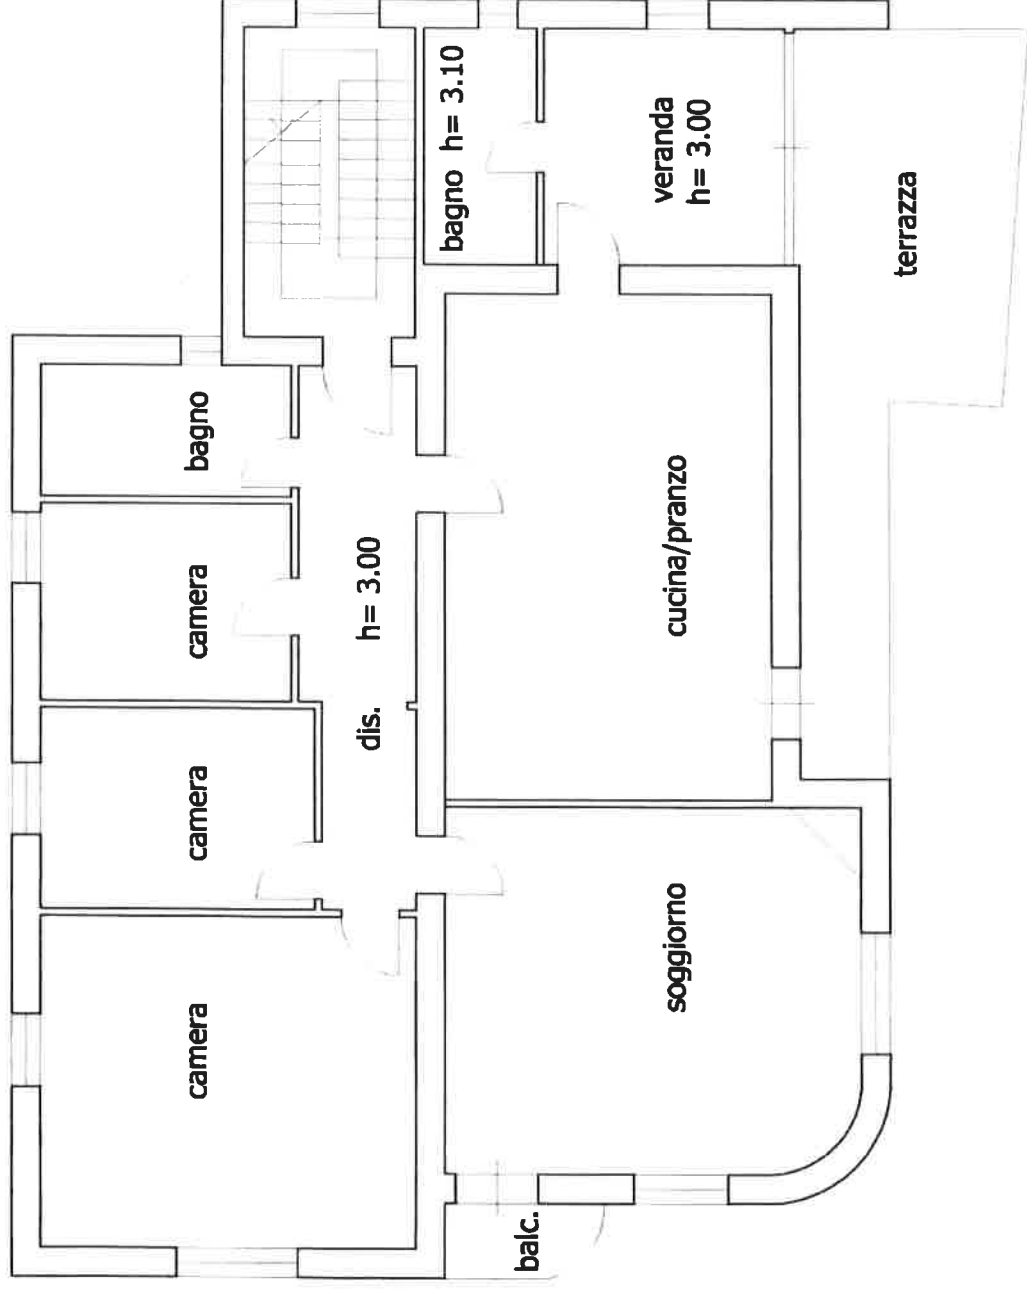 bagno h= 3.10
veranda
h= 3.00
terrazza
bagno
camera
h= 3.00
dis.
cucina/pranzo
camera
camera
soggiorno
balc.